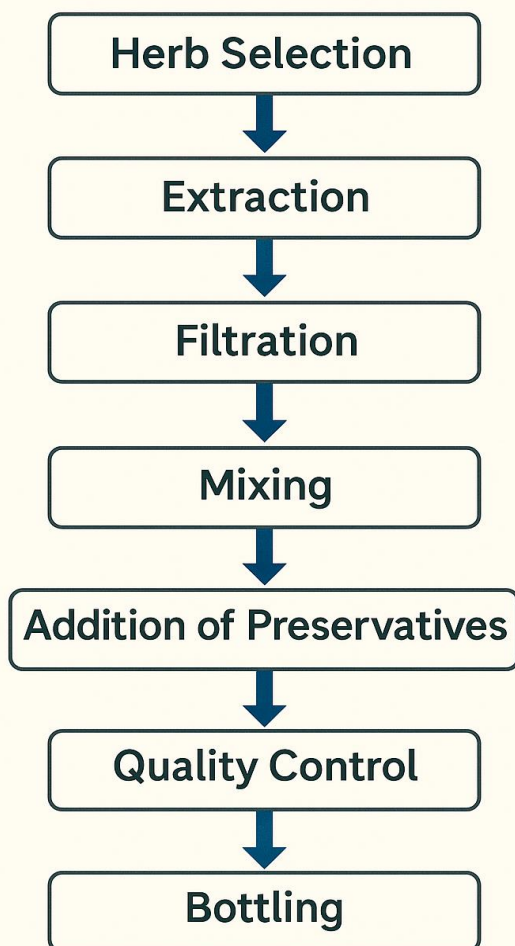 Herb Selection
Extraction
Filtration
Mixing
Addition of Preservatives
Quality Control
Bottling